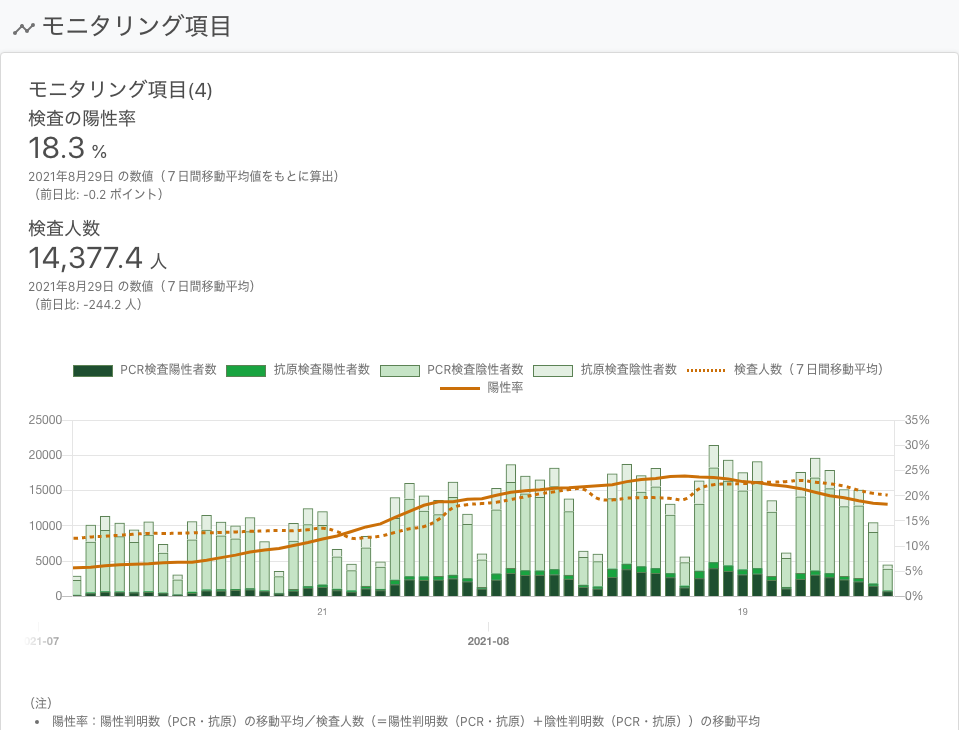 モニタリング項目
モニタリング項目(4)
検査の陽性率
18.3 %
2021年8月29日 の数値（７日間移動平均値をもとに算出）
（前日比: -0.2 ポイント）
検査人数
14,377.4 人
2021年8月29日 の数値（７日間移動平均）
（前日比: -244.2 人）
PCR検査陽性者数 抗原検査陽性者数 PCR検査陰性者数 抗原検査陰性者数 検査人数（７日間移動平均）
陽性率
25000 35%
30%
20000
25%
15000 20%
15%
10000
10%
5000
5%
0 0%
21 19
21-07 2021-08
（注）
• 陽性率：陽性判明数（PCR・抗原）の移動平均／検査人数（＝陽性判明数（PCR・抗原）＋陰性判明数（PCR・抗原））の移動平均